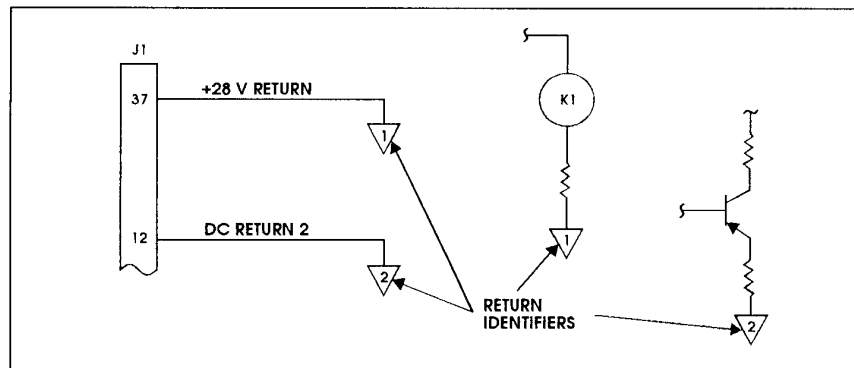 J1
37 +28 V RETURN
1
12 DC RETURN 2
2
K1
1
2
RETURN
IDENTIFIERS